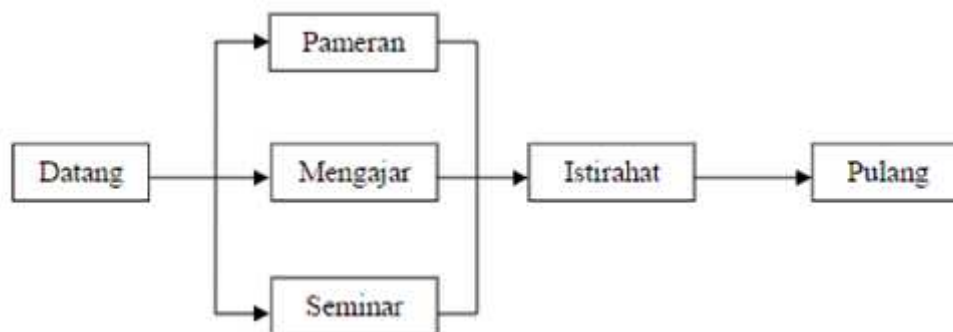 Pameran
Datang
Mengajar
Istirahat
Pulang
Seminar